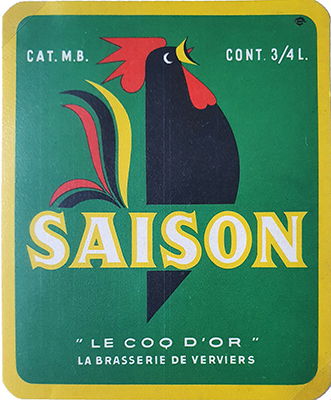 CAT. M.B. CONT. 3/4 L.
SAISON
" LE COQ D'OR "
LA BRASSERIE DE VERVIERS